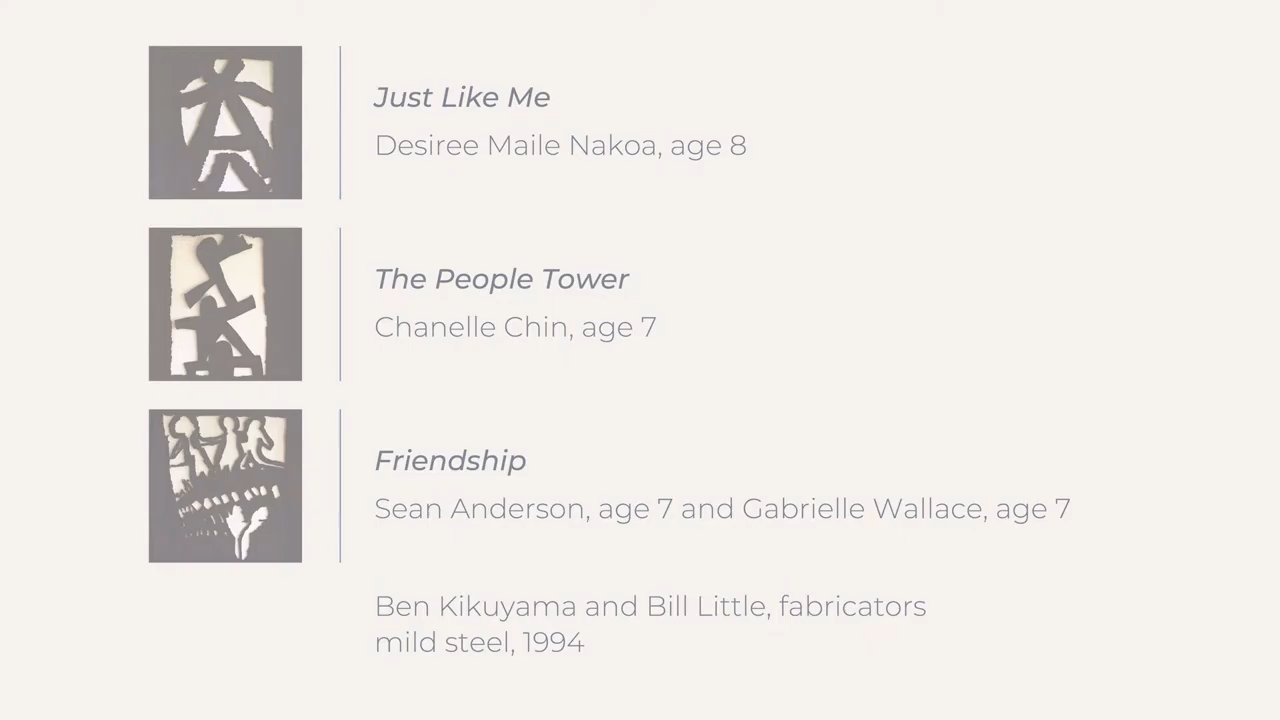 Just Like Me
Desiree Maile Nakoa, age 8
The People Tower
Chanelle Chin, age 7
Friendship
Sean Anderson, age 7 and Gabrielle Wallace, age 7
Ben Kikuyama and Bill Little, fabricators
mild steel, 1994